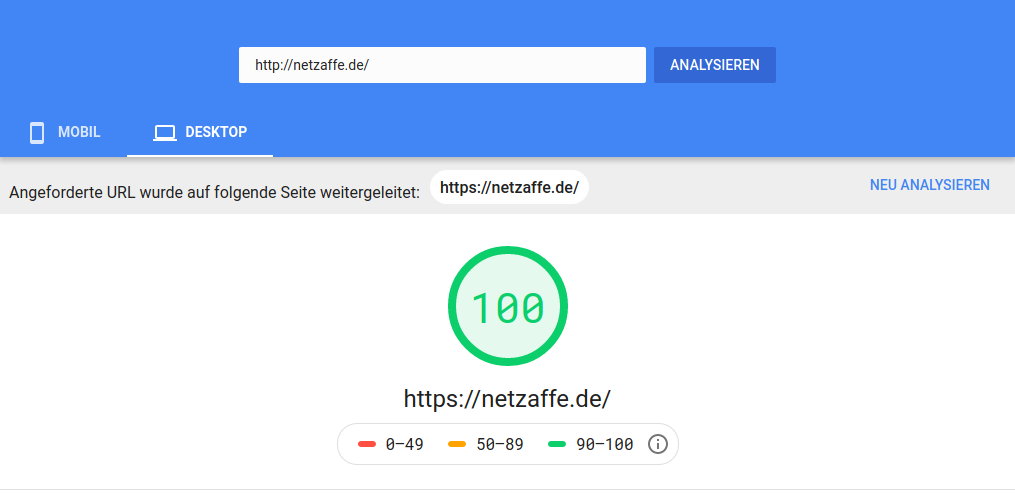 http://netzaffe.de/
ANALYSIEREN
MOBIL
DESKTOP
Angeforderte URL wurde auf folgende Seite weitergeleitet: https://netzaffe.de/
NEU ANALYSIEREN
100
https://netzaffe.de/
0–49 50–89 90–100